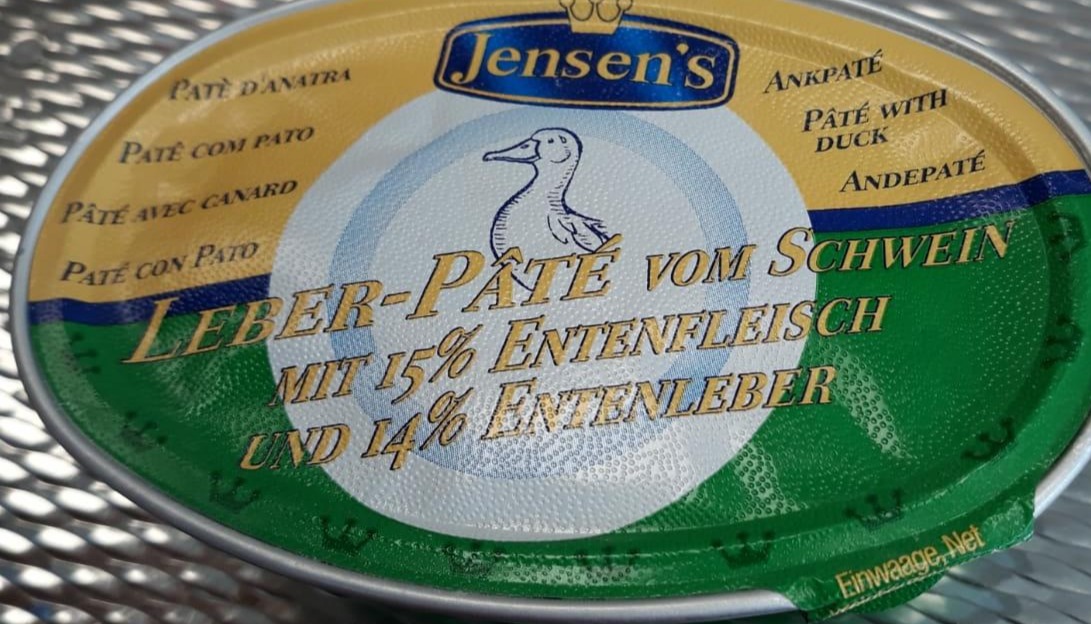 Jensen's
PATÈ D'ANATRA
PATÊ COM PATO
PÂTÉ AVEC CANARD
PATÉ CON PATO
ANKPATÉ
PÂTÉ WITH
DUCK
ANDEPATÉ
LEBER-PÂTÉ VOM SCHWEIN
MIT 15% ENTENFLEISCH
UND 14% ENTENLEBER
Einwaage, Net